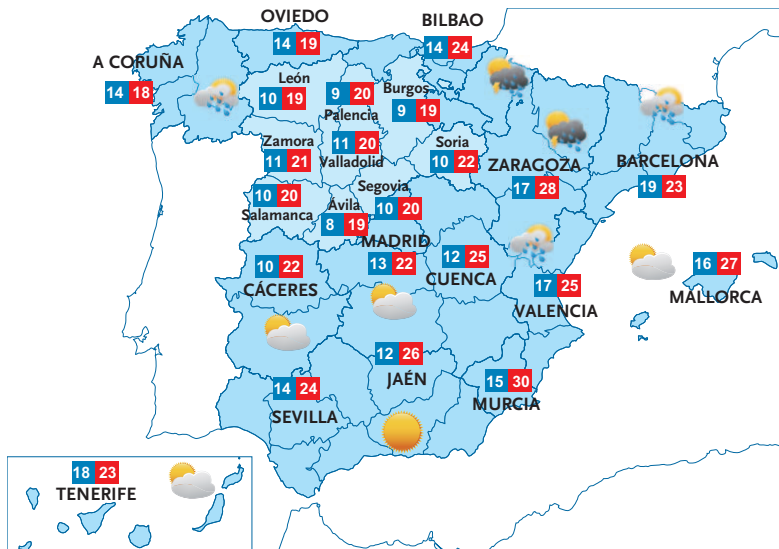 OVIEDO
14 19
BILBAO
14 24
A CORUÑA
14 18
León
10 19
9 20
Palencia
Burgos
9 19
Zamora
11 21
11 20
Valladolid
Soria
10 22
ZARAGOZA
17 28
BARCELONA
19 23
10 20
Salamanca
Ávila
8 19
Segovia
10 20
MADRID
13 22
12 25
CUENCA
10 22
CÁCERES
17 25
VALENCIA
16 27
MALLORCA
12 26
JAÉN
14 24
SEVILLA
15 30
MURCIA
18 23
TENERIFE